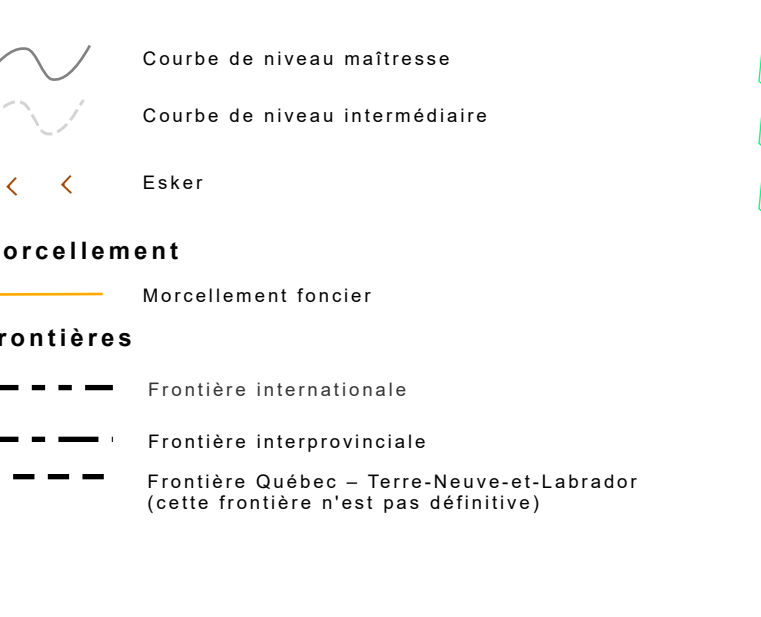 Courbe de niveau maîtresse
Courbe de niveau intermédiaire
Esker
orcellement
Morcellement foncier
rontières
Frontière internationale
Frontière interprovinciale
Frontière Québec – Terre-Neuve-et-Labrador
(cette frontière n'est pas définitive)